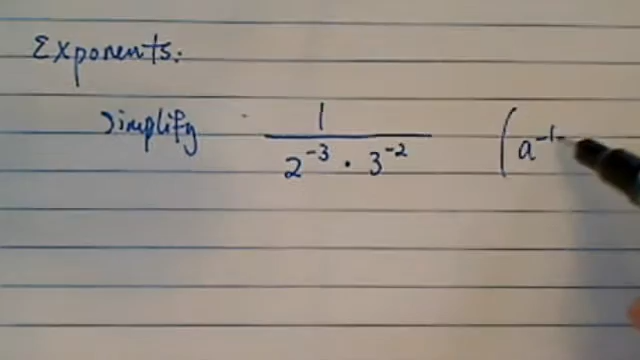 Exponents:
Simplify 1 / (2⁻³ · 3⁻²) (a⁻¹